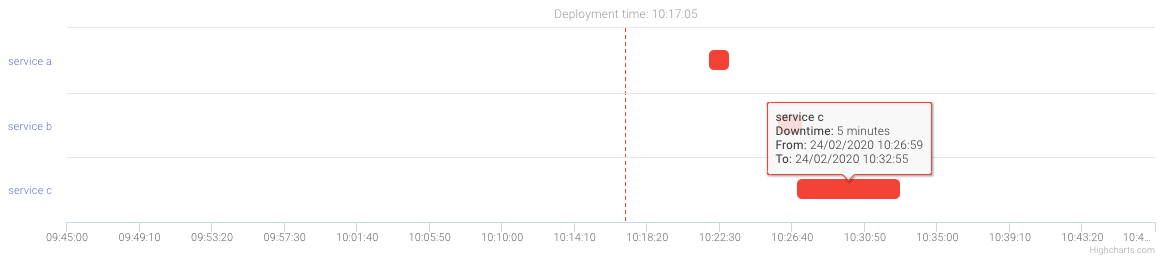 Deployment time: 10:17:05
service a
service b
service c
service c
Downtime: 5 minutes
From: 24/02/2020 10:26:59
To: 24/02/2020 10:32:55
09:45:00 09:49:10 09:53:20 09:57:30 10:01:40 10:05:50 10:10:00 10:14:10 10:18:20 10:22:30 10:26:40 10:30:50 10:35:00 10:39:10 10:43:20 10:4...
Highcharts.com